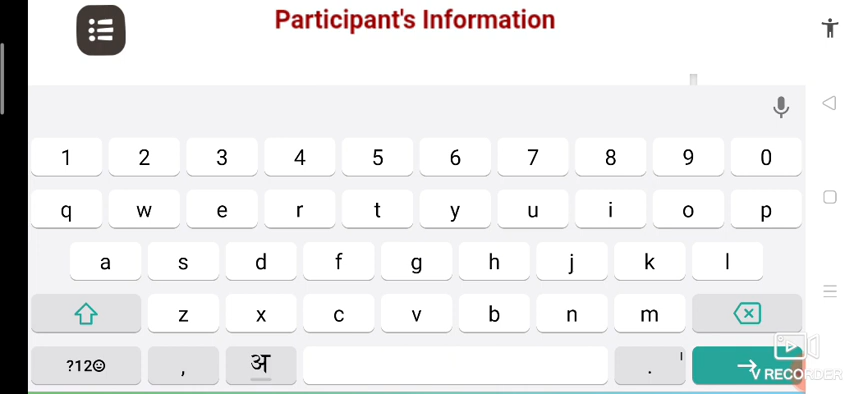 Participant's Information
1 2 3 4 5 6 7 8 9 0
q w e r t y u i o p
a s d f g h j k l
z x c v b n m
?12☺ , अ .
V RECORDER